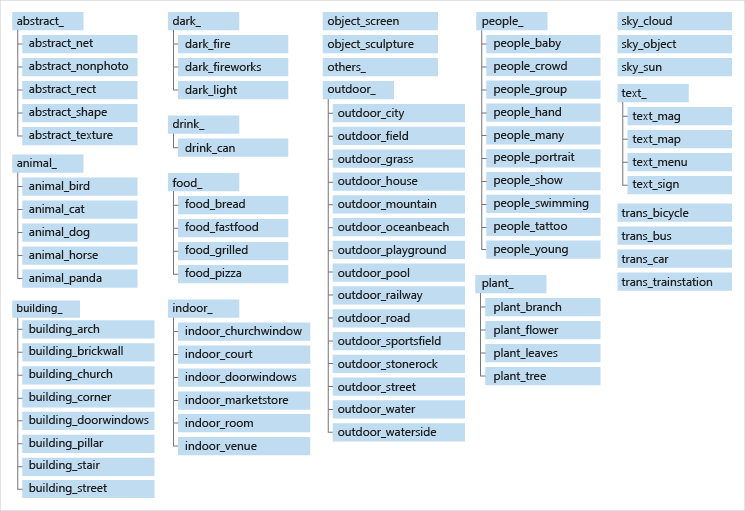 abstract_
abstract_net
abstract_nonphoto
abstract_rect
abstract_shape
abstract_texture
animal_
animal_bird
animal_cat
animal_dog
animal_horse
animal_panda
building_
building_arch
building_brickwall
building_church
building_corner
building_doorwindows
building_pillar
building_stair
building_street
dark_
dark_fire
dark_fireworks
dark_light
drink_
drink_can
food_
food_bread
food_fastfood
food_grilled
food_pizza
indoor_
indoor_churchwindow
indoor_court
indoor_doorwindows
indoor_marketstore
indoor_room
indoor_venue
object_screen
object_sculpture
others_
outdoor_
outdoor_city
outdoor_field
outdoor_grass
outdoor_house
outdoor_mountain
outdoor_oceanbeach
outdoor_playground
outdoor_pool
outdoor_railway
outdoor_road
outdoor_sportsfield
outdoor_stonerock
outdoor_street
outdoor_water
outdoor_waterside
people_
people_baby
people_crowd
people_group
people_hand
people_many
people_portrait
people_show
people_swimming
people_tattoo
people_young
plant_
plant_branch
plant_flower
plant_leaves
plant_tree
sky_cloud
sky_object
sky_sun
text_
text_mag
text_map
text_menu
text_sign
trans_bicycle
trans_bus
trans_car
trans_trainstation